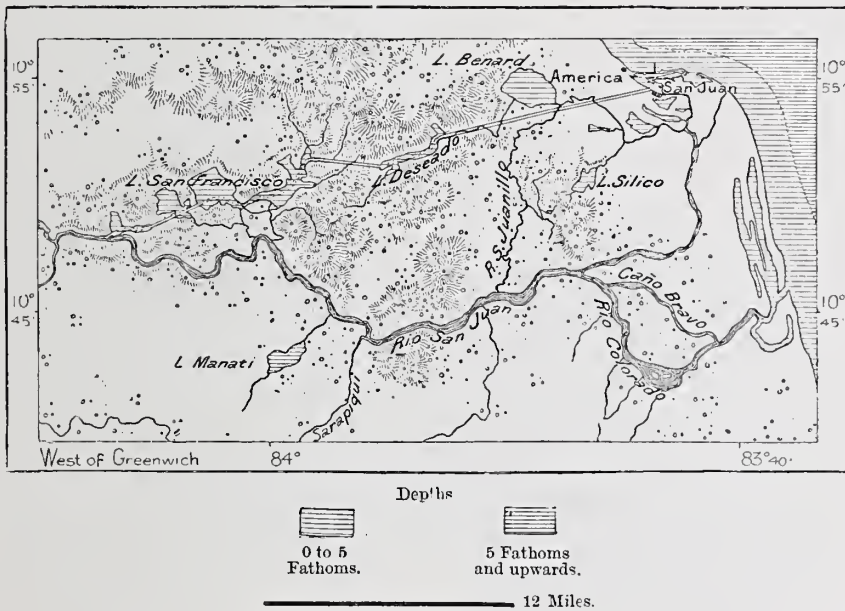 10° 55'
10° 55'
L. Benard
America
San Juan
L. San Francisco
L. Deseado
R. S. Juanillo
L. Silico
10° 45'
10° 45'
Caño Bravo
Rio San Juan
Rio Colorado
L Manati
Sarapiqui
West of Greenwich
84°
83° 40'
Depths
0 to 5
Fathoms.
5 Fathoms
and upwards.
12 Miles.